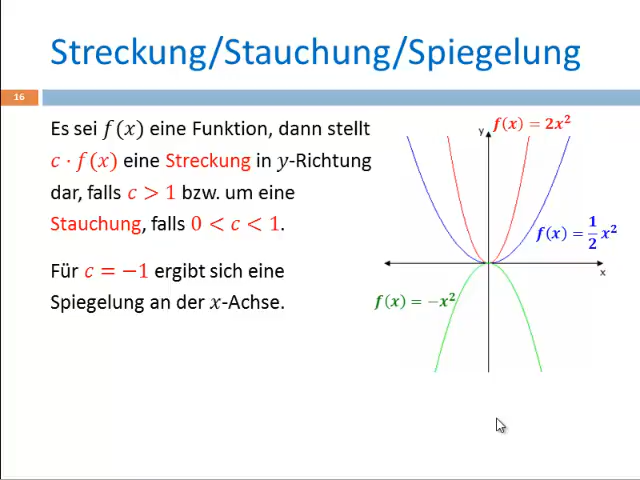 Streckung/Stauchung/Spiegelung
16
Es sei f(x) eine Funktion, dann stellt
c · f(x) eine Streckung in y-Richtung
dar, falls c > 1 bzw. um eine
Stauchung, falls 0 < c < 1.
Für c = −1 ergibt sich eine
Spiegelung an der x-Achse.
y
f(x) = 2x²
f(x) = 1/2 x²
x
f(x) = −x²